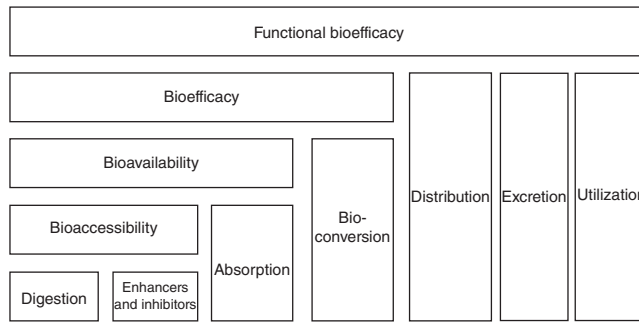 Functional bioefficacy
Bioefficacy
Bioavailability
Bioaccessibility
Digestion
Enhancers
and inhibitors
Absorption
Bio-
conversion
Distribution
Excretion
Utilization